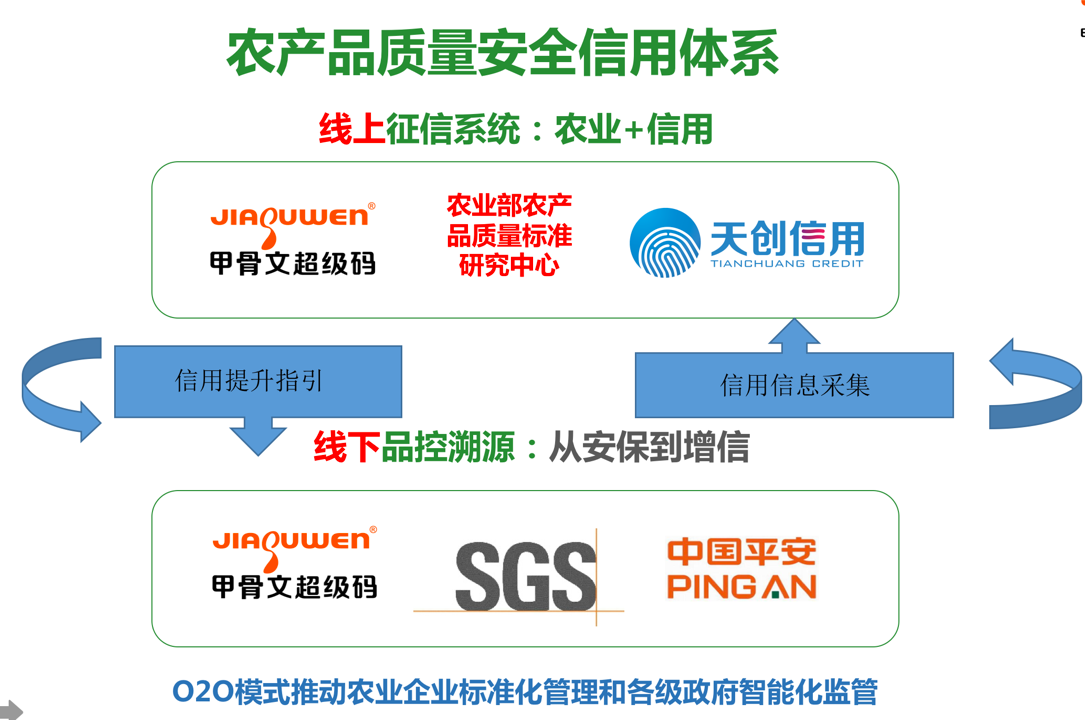 农产品质量安全信用体系
线上征信系统：农业+信用
JIAGUWEN®
甲骨文超级码
农业部农产
品质量标准
研究中心
天创信用
TIANCHUANG CREDIT
信用提升指引
信用信息采集
线下品控溯源：从安保到增信
JIAGUWEN®
甲骨文超级码
SGS
中国平安
PING AN
O2O模式推动农业企业标准化管理和各级政府智能化监管